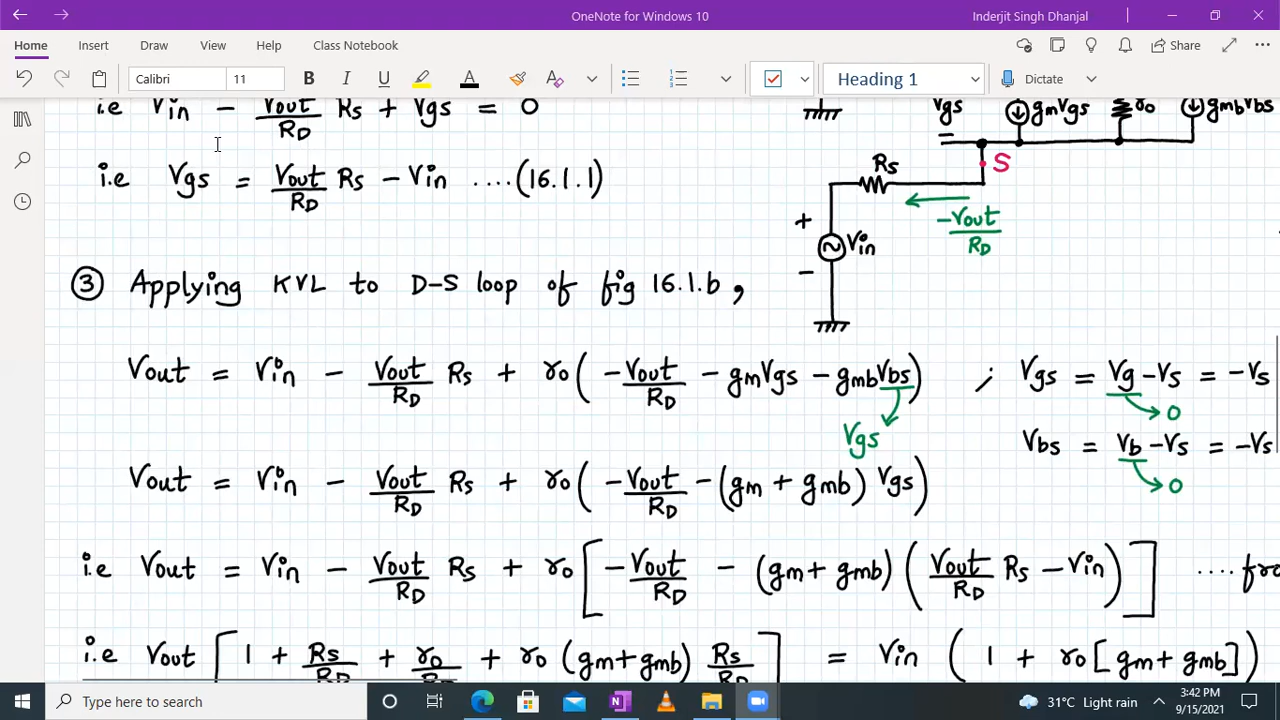 OneNote for Windows 10
Inderjit Singh Dhanjal
Home Insert Draw View Help Class Notebook Share
Calibri 11 B I U A Heading 1 Dictate
i.e Vin - Vout/RD Rs + Vgs = 0
i.e Vgs = Vout/RD Rs - Vin ....(16.1.1)
Vgs gmVgs ro gmbVbs
S
Rs
-Vout/RD
+ Vin -
③ Applying KVL to D-S loop of fig 16.1.b,
Vout = Vin - Vout/RD Rs + ro(-Vout/RD - gmVgs - gmbVbs) ; Vgs = Vg - Vs = -Vs
0
Vgs
Vbs = Vb - Vs = -Vs
0
Vout = Vin - Vout/RD Rs + ro(-Vout/RD - (gm + gmb) Vgs)
i.e Vout = Vin - Vout/RD Rs + ro[-Vout/RD - (gm + gmb)(Vout/RD Rs - Vin)] ....
i.e Vout [1 + Rs/RD + ro/RD + ro (gm+gmb) Rs/RD] = Vin (1 + ro[gm+gmb])
Type here to search
31°C Light rain
3:42 PM
9/15/2021